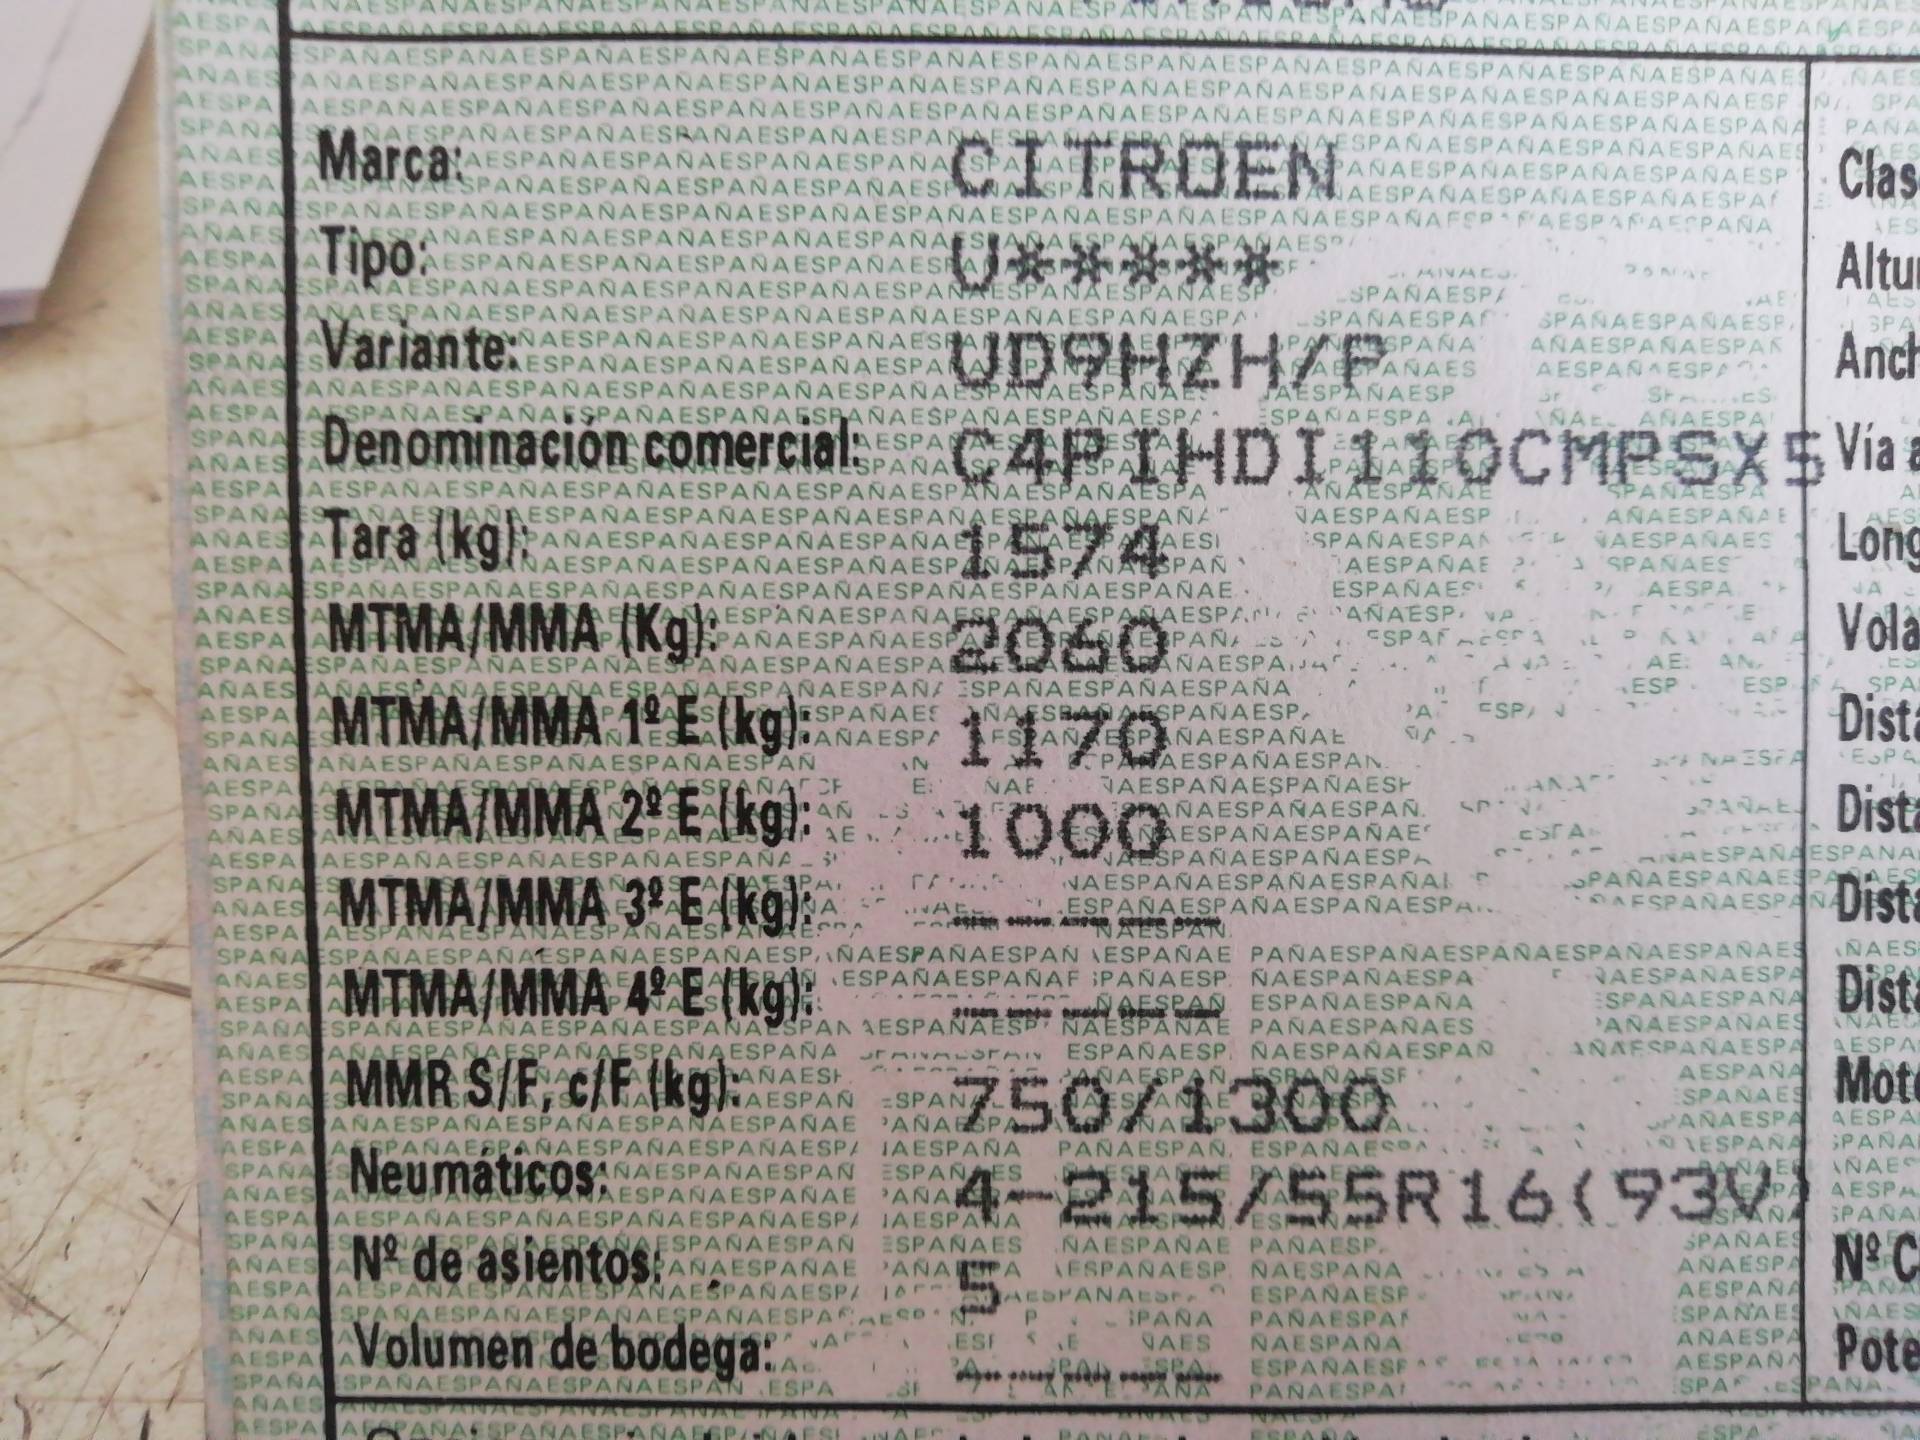 Marca: CITROEN
Tipo: U*****
Variante: UD9HZH/P
Denominación comercial: C4PIHDI110CMPSX5
Tara (kg): 1574
MTMA/MMA (Kg): 2060
MTMA/MMA 1º E (kg): 1170
MTMA/MMA 2º E (kg): 1000
MTMA/MMA 3º E (kg): -----
MTMA/MMA 4º E (kg): -----
MMR S/F, c/F (kg): 750/1300
Neumáticos: 4-215/55R16(93V)
Nº de asientos: 5
Volumen de bodega: -----
Vía a
Nº C